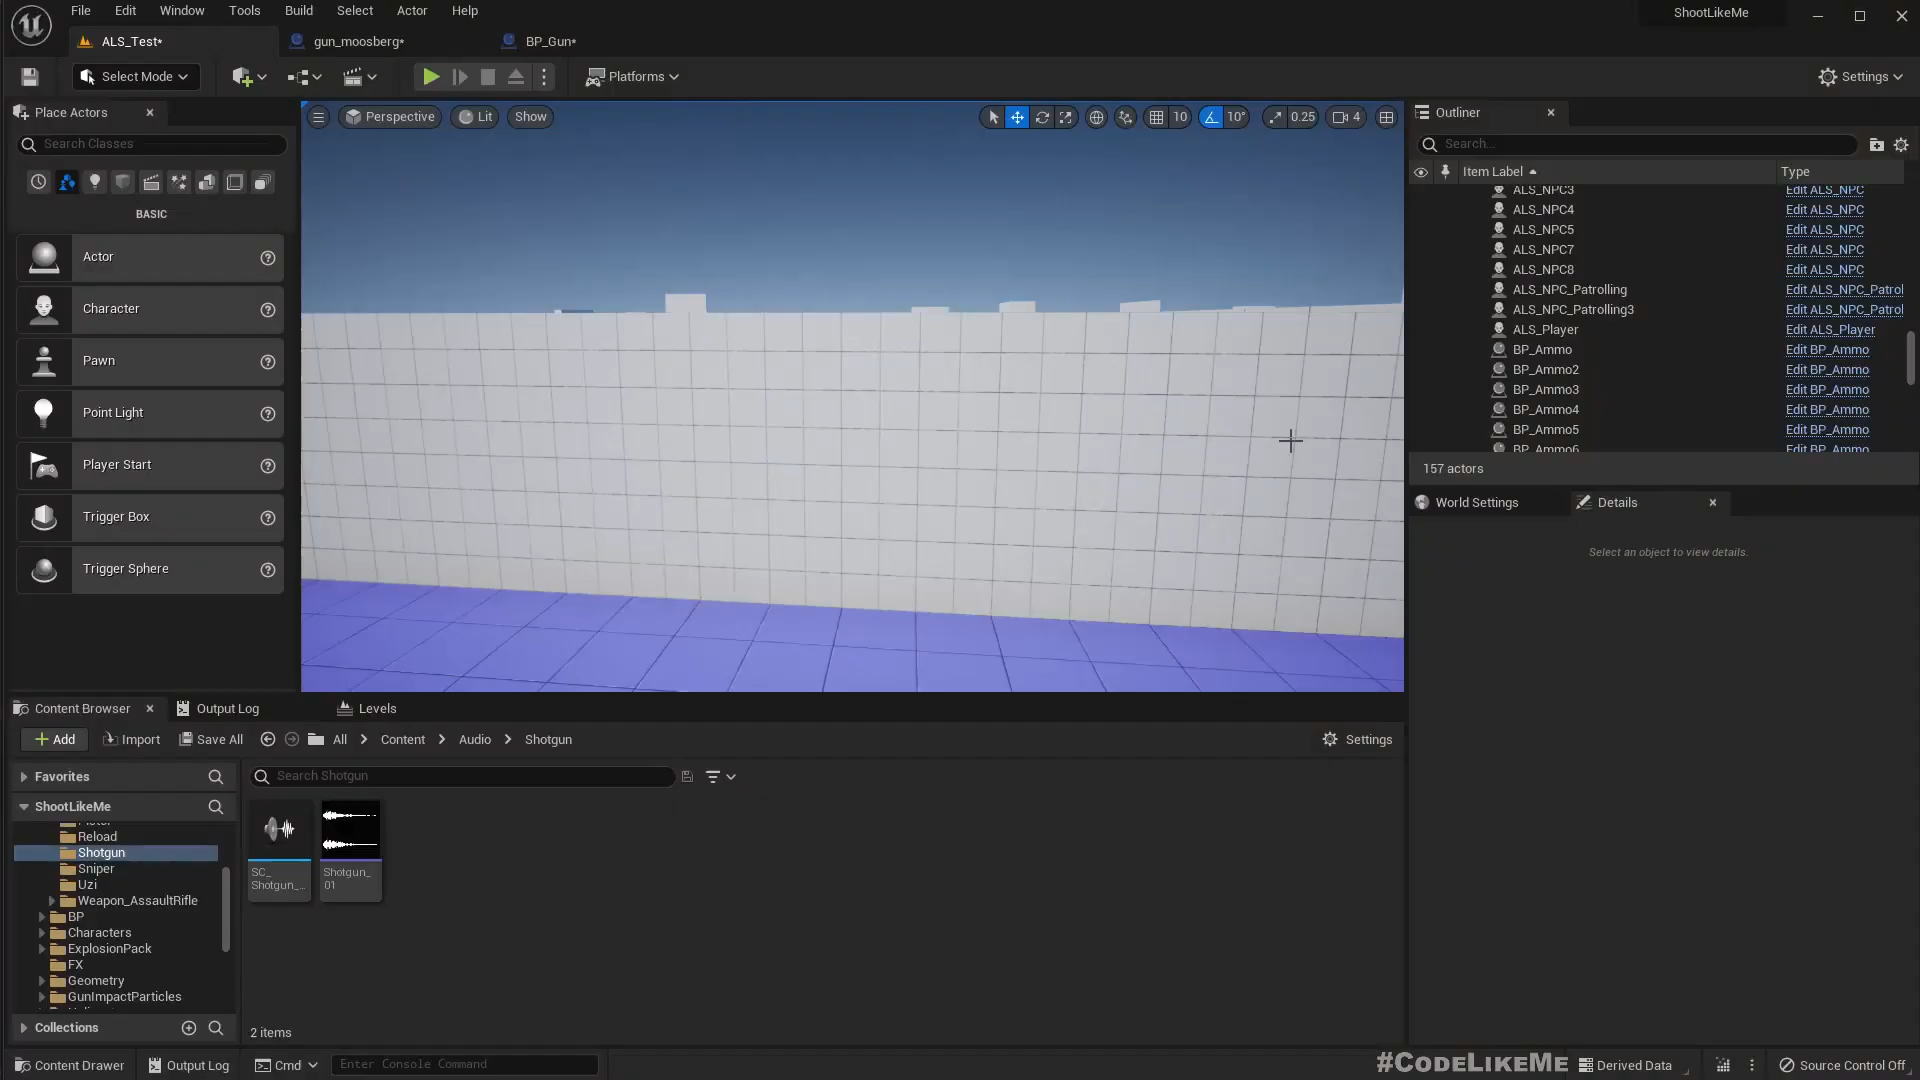 File Edit Window Tools Build Select Actor Help
ShootLikeMe
ALS_Test* gun_moosberg* BP_Gun*
Select Mode Platforms Settings
Place Actors
Search Classes
BASIC
Actor
Character
Pawn
Point Light
Player Start
Trigger Box
Trigger Sphere
Perspective Lit Show 10 10° 0.25 4
Outliner
Search...
Item Label Type
ALS_NPC3 Edit ALS_NPC
ALS_NPC4 Edit ALS_NPC
ALS_NPC5 Edit ALS_NPC
ALS_NPC7 Edit ALS_NPC
ALS_NPC8 Edit ALS_NPC
ALS_NPC_Patrolling Edit ALS_NPC_Patrol
ALS_NPC_Patrolling3 Edit ALS_NPC_Patrol
ALS_Player Edit ALS_Player
BP_Ammo Edit BP_Ammo
BP_Ammo2 Edit BP_Ammo
BP_Ammo3 Edit BP_Ammo
BP_Ammo4 Edit BP_Ammo
BP_Ammo5 Edit BP_Ammo
BP_Ammo6 Edit BP_Ammo
157 actors
World Settings Details
Select an object to view details.
Content Browser Output Log Levels
Add Import Save All All Content Audio Shotgun Settings
Favorites
Search Shotgun
ShootLikeMe
Reload
Shotgun
Sniper
Uzi
Weapon_AssaultRifle
BP
Characters
ExplosionPack
FX
Geometry
GunImpactParticles
SC_
Shotgun_...
Shotgun_
01
Collections
2 items
Content Drawer Output Log Cmd Enter Console Command
#CODELIKEME
Derived Data Source Control Off